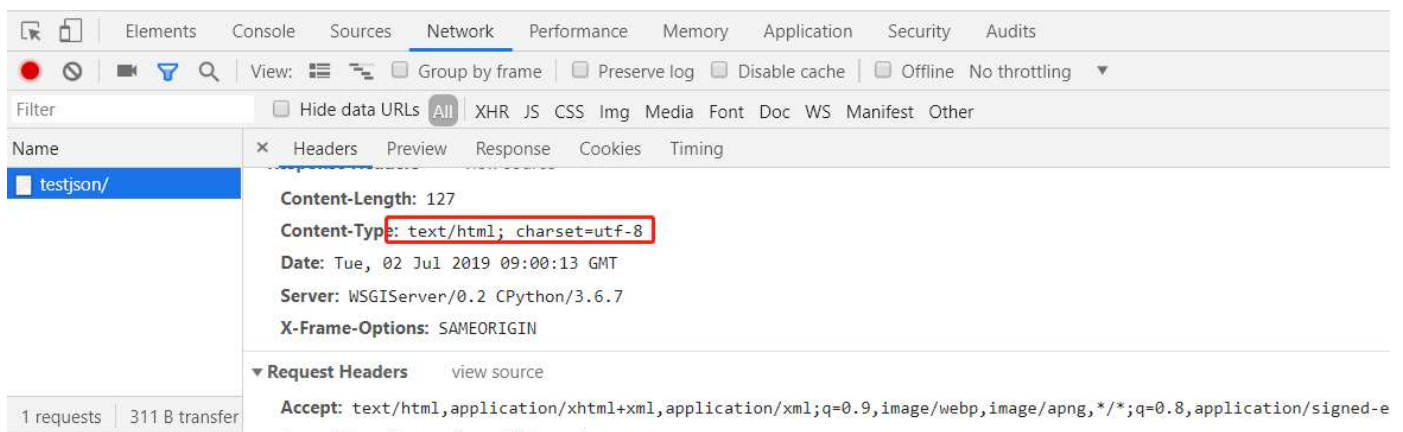 Elements Console Sources Network Performance Memory Application Security Audits
View: Group by frame Preserve log Disable cache Offline No throttling
Filter Hide data URLs All XHR JS CSS Img Media Font Doc WS Manifest Other
Name × Headers Preview Response Cookies Timing
testjson/
Content-Length: 127
Content-Type: text/html; charset=utf-8
Date: Tue, 02 Jul 2019 09:00:13 GMT
Server: WSGIServer/0.2 CPython/3.6.7
X-Frame-Options: SAMEORIGIN
Request Headers view source
Accept: text/html,application/xhtml+xml,application/xml;q=0.9,image/webp,image/apng,*/*;q=0.8,application/signed-e
1 requests 311 B transfer